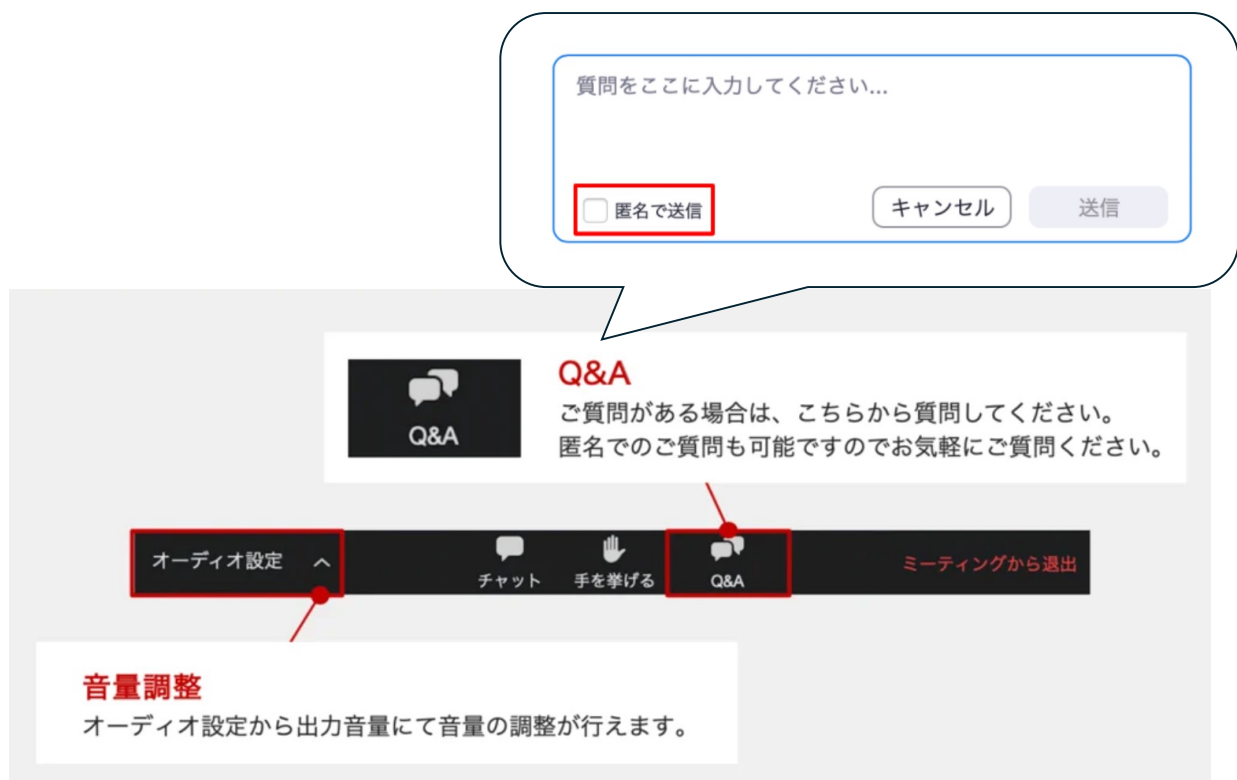 質問をここに入力してください...
匿名で送信
キャンセル
送信
Q&A
Q&A
ご質問がある場合は、こちらから質問してください。
匿名でのご質問も可能ですのでお気軽にご質問ください。
オーディオ設定
チャット
手を挙げる
Q&A
ミーティングから退出
音量調整
オーディオ設定から出力音量にて音量の調整が行えます。